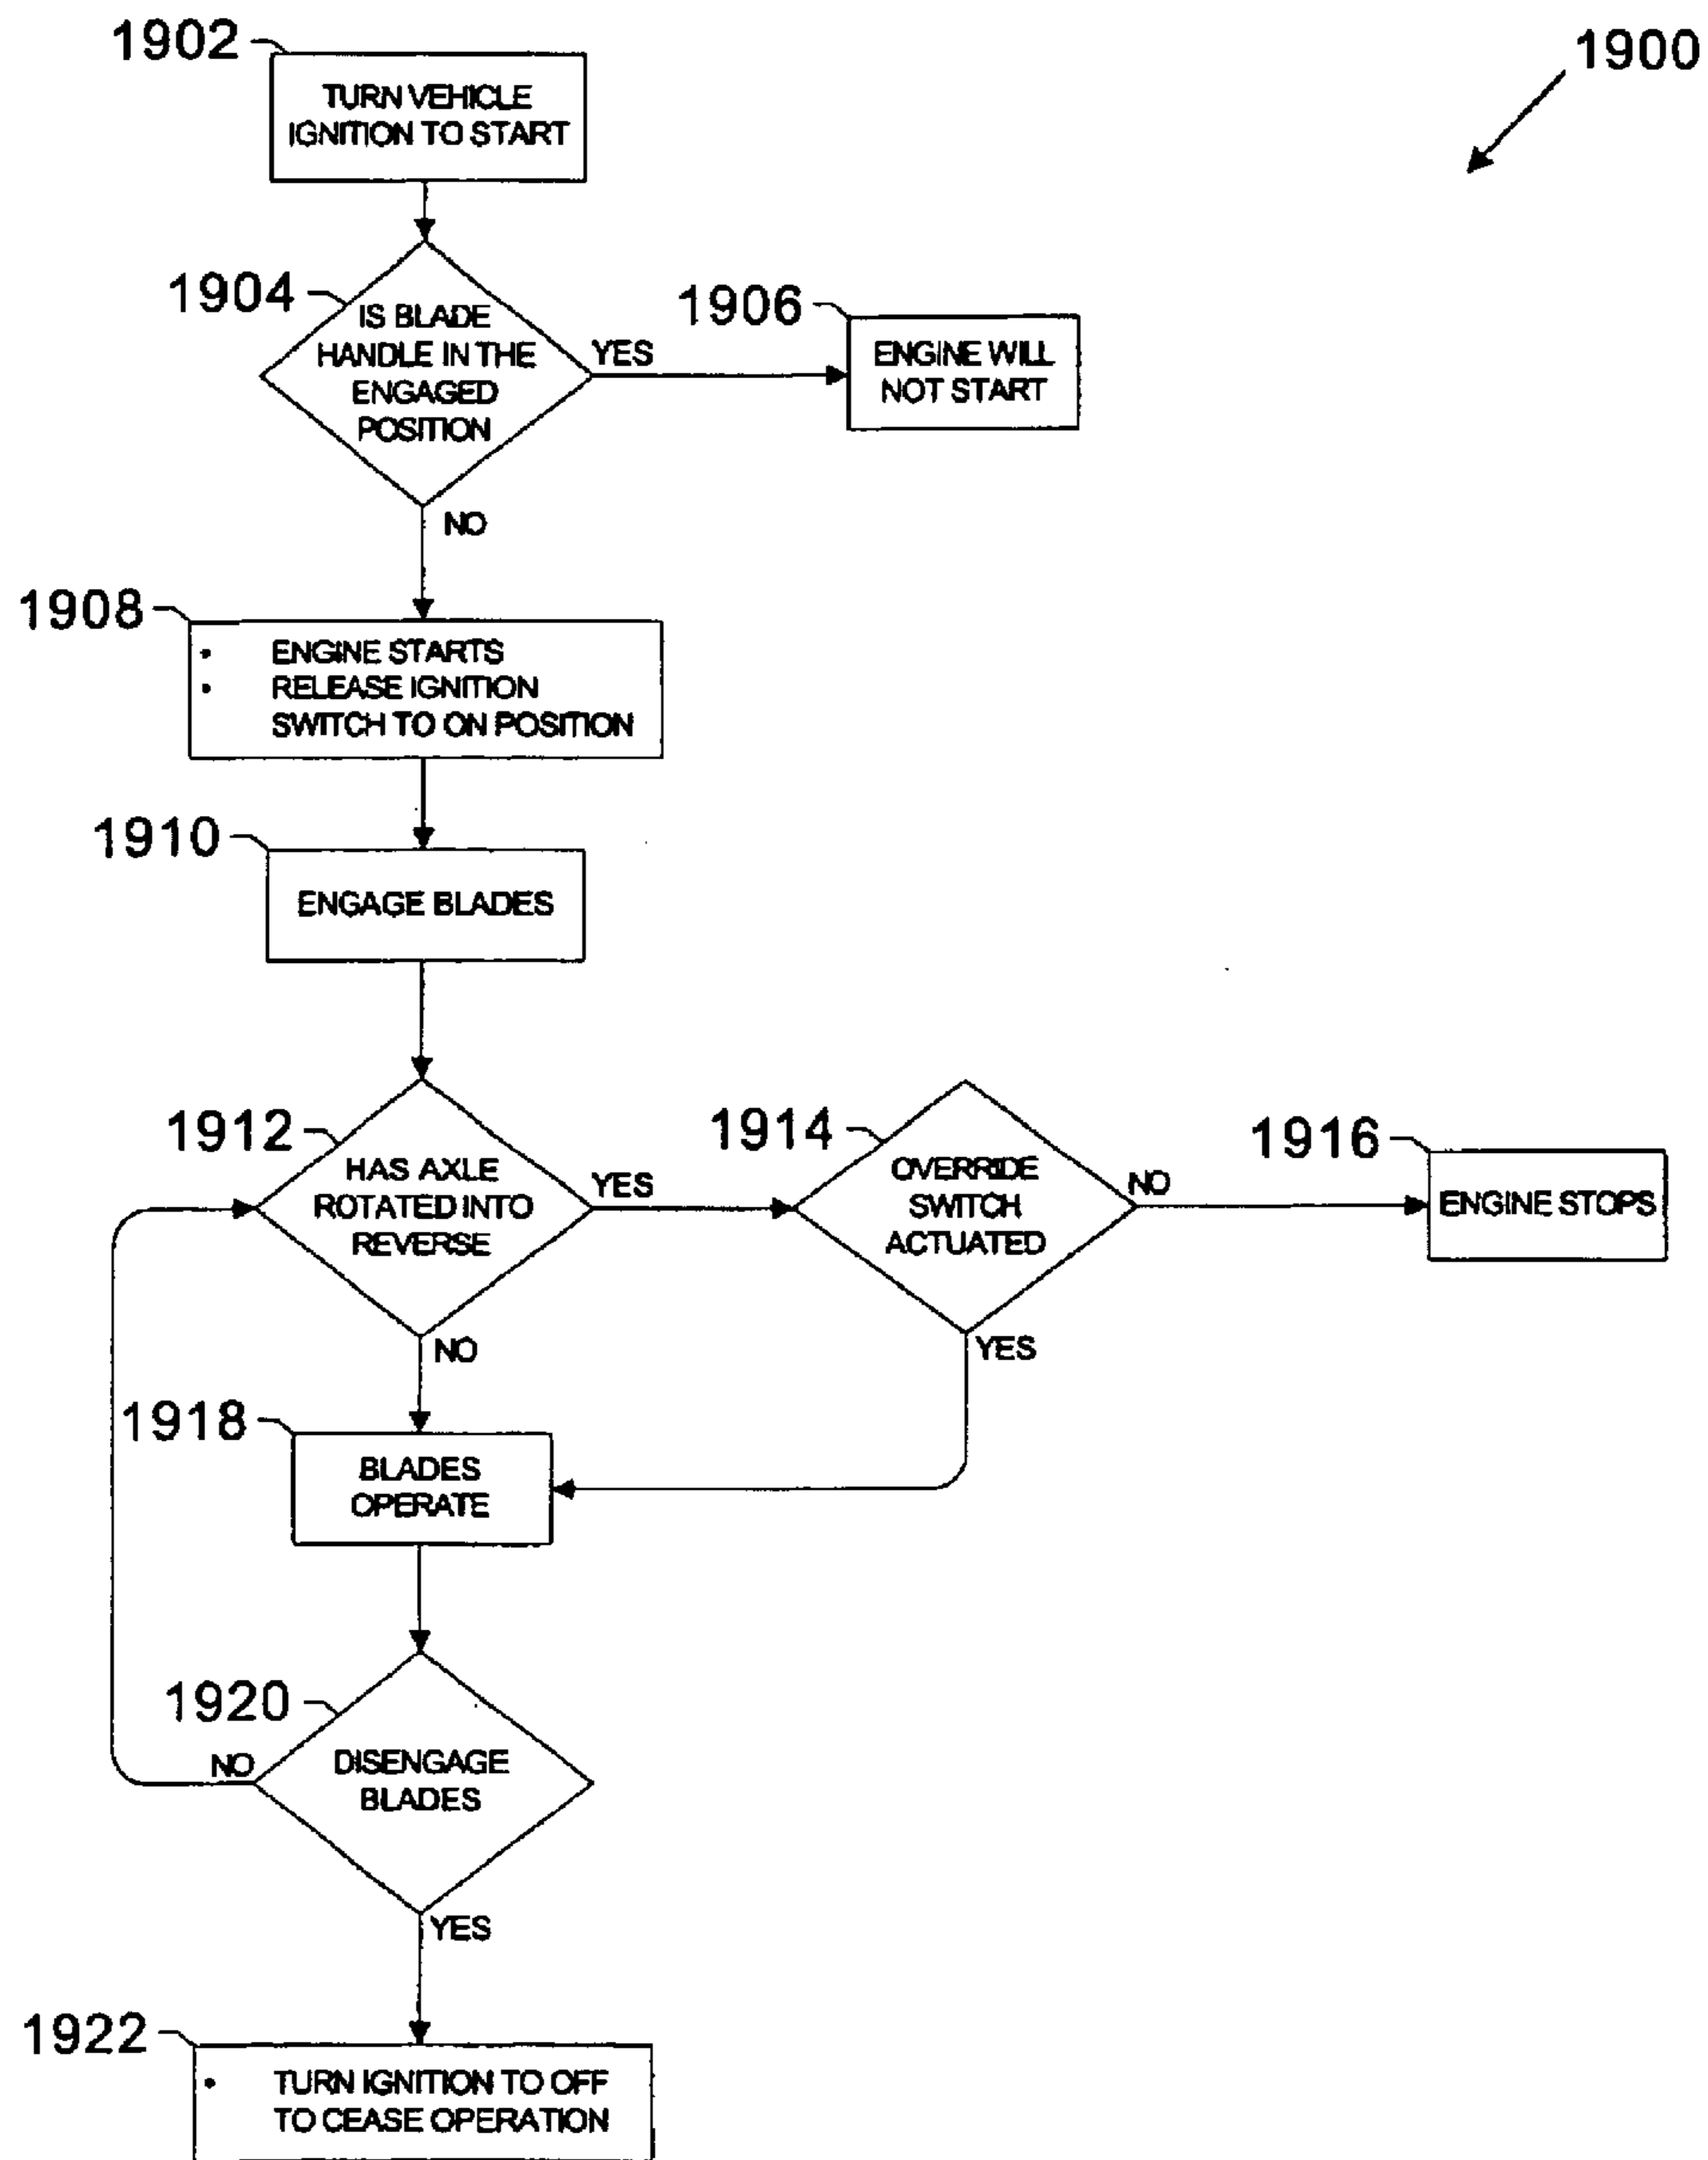 1902
1900
TURN VEHICLE
IGNITION TO START
1904
IS BLADE
HANDLE IN THE
ENGAGED
POSITION
YES
1906
ENGINE WILL
NOT START
NO
1908
• ENGINE STARTS
• RELEASE IGNITION
SWITCH TO ON POSITION
1910
ENGAGE BLADES
1912
HAS AXLE
ROTATED INTO
REVERSE
YES
1914
OVERRIDE
SWITCH
ACTUATED
NO
1916
ENGINE STOPS
NO
YES
1918
BLADES
OPERATE
1920
NO
DISENGAGE
BLADES
YES
1922
• TURN IGNITION TO OFF
TO CEASE OPERATION